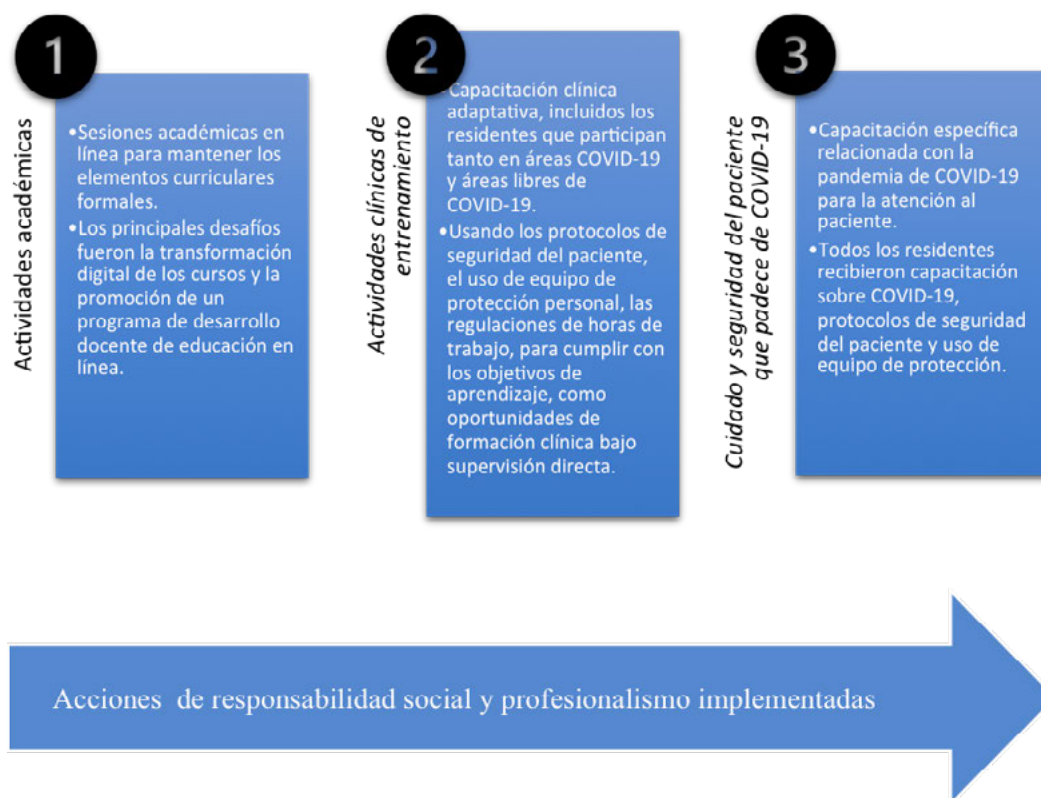 1
Actividades académicas
•Sesiones académicas en
línea para mantener los
elementos curriculares
formales.
•Los principales desafíos
fueron la transformación
digital de los cursos y la
promoción de un
programa de desarrollo
docente de educación en
línea.
2
Actividades clínicas de
entrenamiento
•Capacitación clínica
adaptativa, incluidos los
residentes que participan
tanto en áreas COVID-19
y áreas libres de
COVID-19.
•Usando los protocolos de
seguridad del paciente,
el uso de equipo de
protección personal, las
regulaciones de horas de
trabajo, para cumplir con
los objetivos de
aprendizaje, como
oportunidades de
formación clínica bajo
supervisión directa.
3
Cuidado y seguridad del paciente
que padece de COVID-19
•Capacitación específica
relacionada con la
pandemia de COVID-19
para la atención al
paciente.
•Todos los residentes
recibieron capacitación
sobre COVID-19,
protocolos de seguridad
del paciente y uso de
equipo de protección.
Acciones de responsabilidad social y profesionalismo implementadas